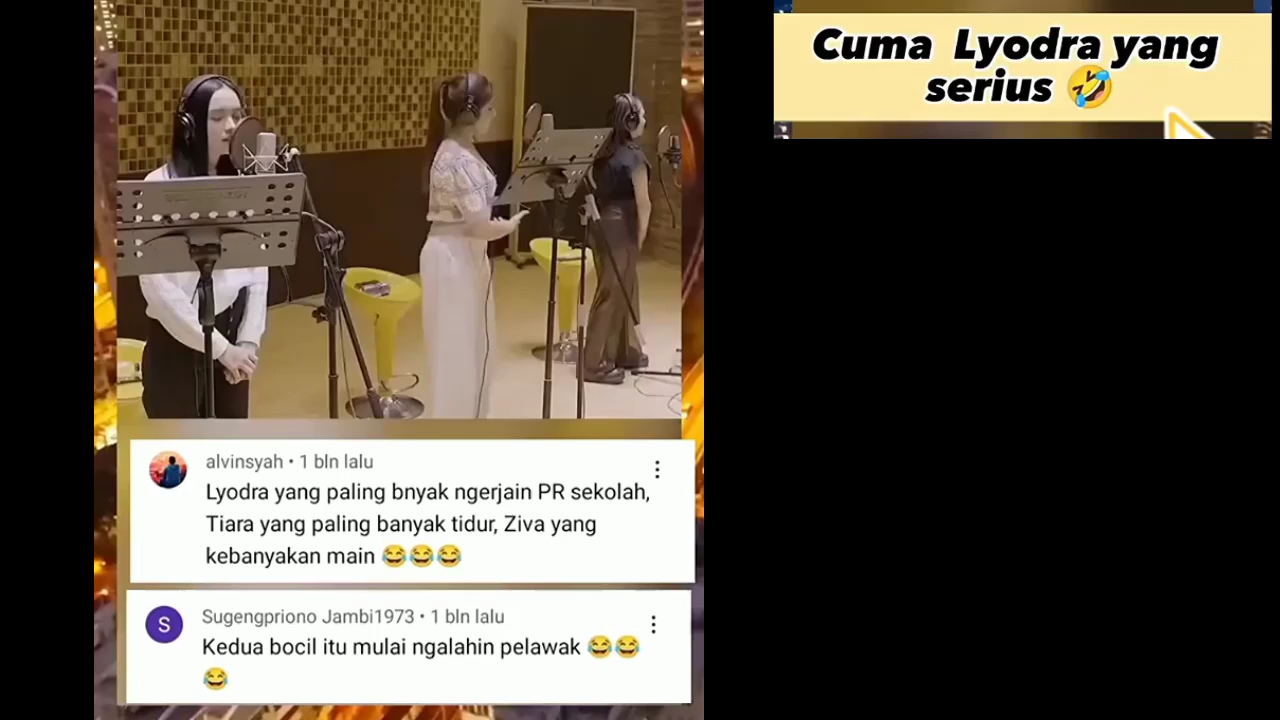 Cuma Lyodra yang
serius 🤣
alvinsyah • 1 bln lalu
Lyodra yang paling bnyak ngerjain PR sekolah,
Tiara yang paling banyak tidur, Ziva yang
kebanyakan main 😂😂😂
S
Sugengpriono Jambi1973 • 1 bln lalu
Kedua bocil itu mulai ngalahin pelawak 😂😂
😂